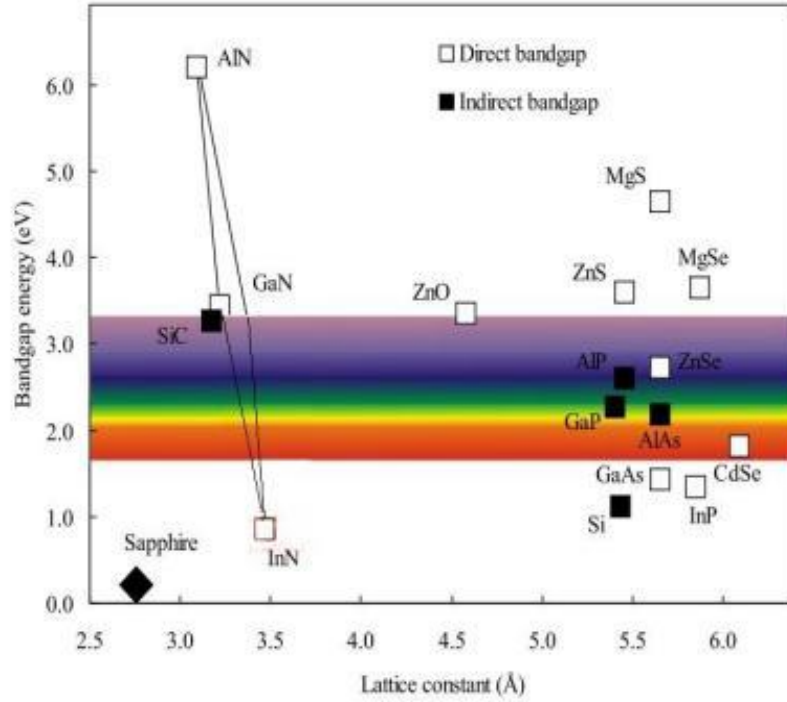 AlN
Direct bandgap
Indirect bandgap
6.0
MgS
5.0
Bandgap energy (eV)
ZnS
MgSe
GaN
ZnO
4.0
SiC
3.0
AlP
ZnSe
2.0
GaP
AlAs
GaAs
CdSe
1.0
Si
InP
Sapphire
InN
0.0
2.5 3.0 3.5 4.0 4.5 5.0 5.5 6.0
Lattice constant (Å)